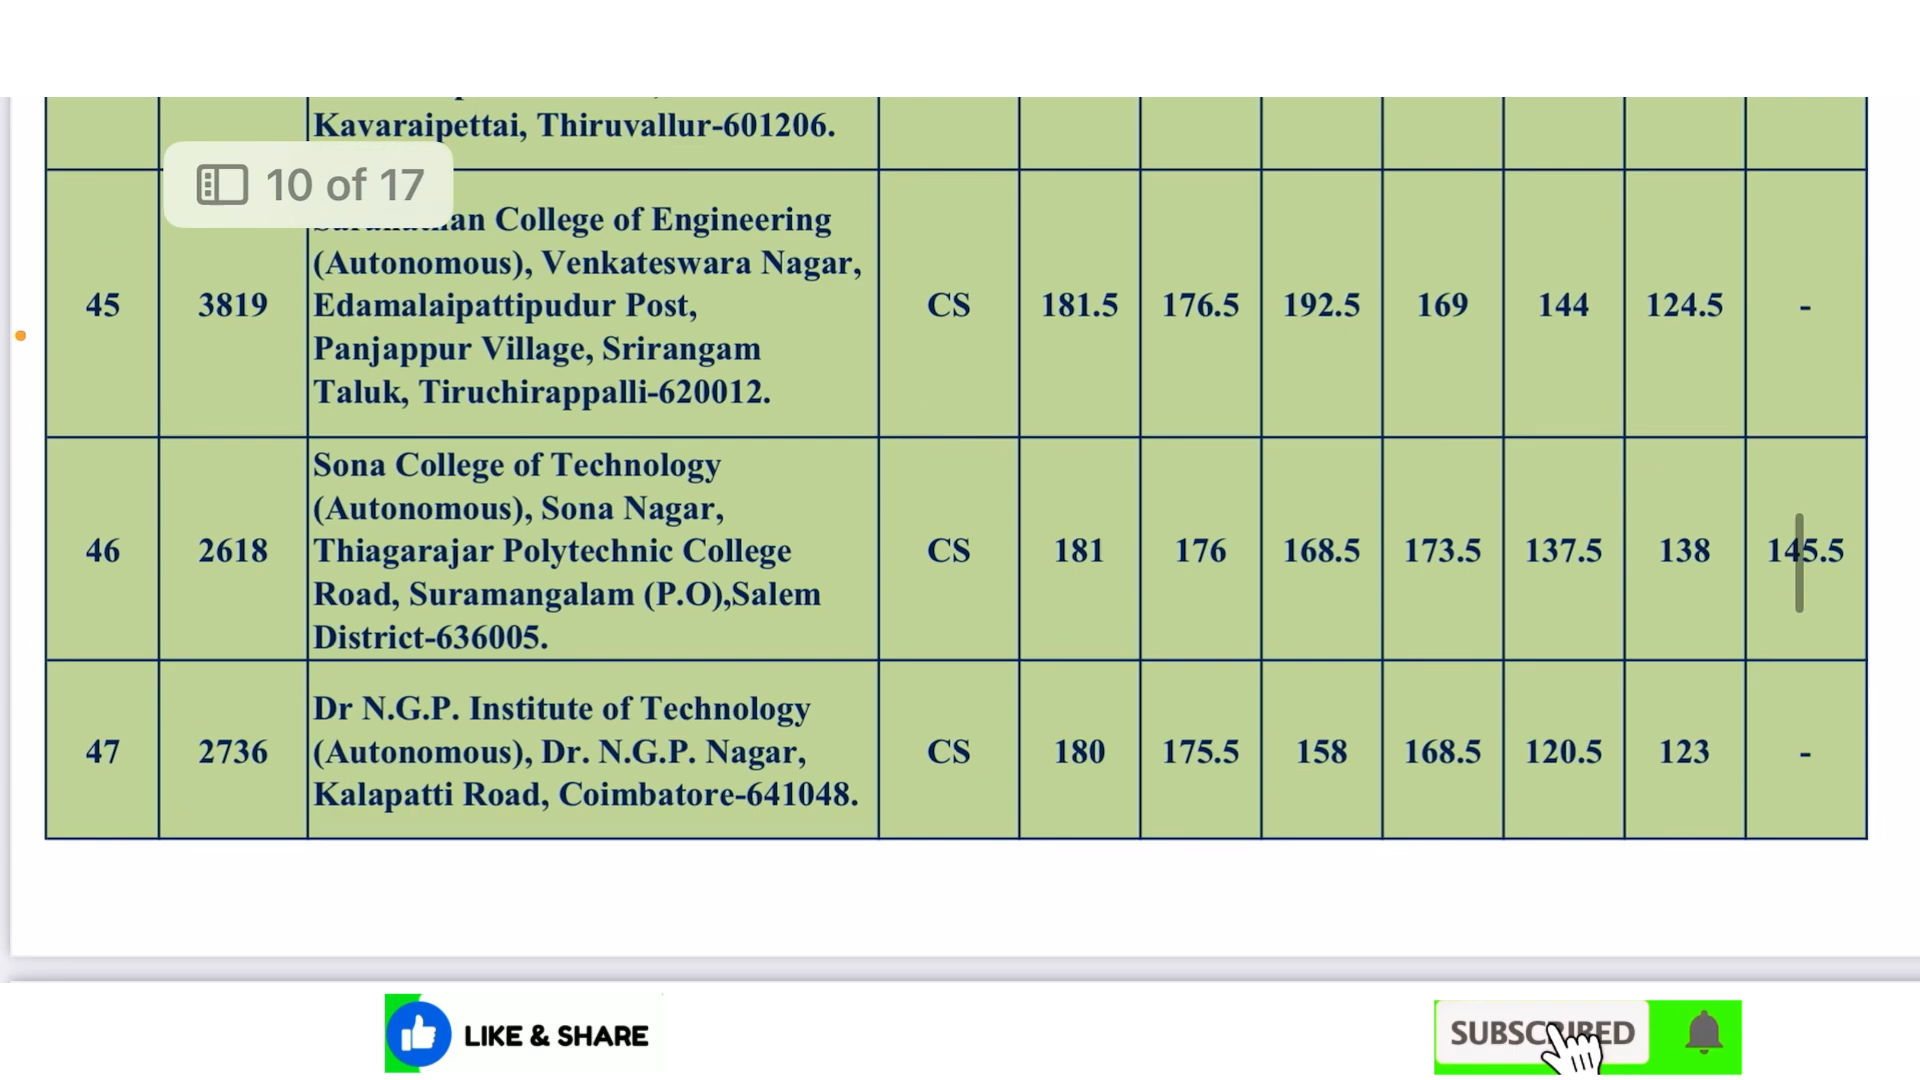 Kavaraipettai, Thiruvallur-601206.
10 of 17
College of Engineering
(Autonomous), Venkateswara Nagar,
45 3819 Edamalaipattipudur Post, CS 181.5 176.5 192.5 169 144 124.5 -
Panjappur Village, Srirangam
Taluk, Tiruchirappalli-620012.
Sona College of Technology
(Autonomous), Sona Nagar,
46 2618 Thiagarajar Polytechnic College CS 181 176 168.5 173.5 137.5 138 145.5
Road, Suramangalam (P.O),Salem
District-636005.
Dr N.G.P. Institute of Technology
47 2736 (Autonomous), Dr. N.G.P. Nagar, CS 180 175.5 158 168.5 120.5 123 -
Kalapatti Road, Coimbatore-641048.
LIKE & SHARE
SUBSCRIBED